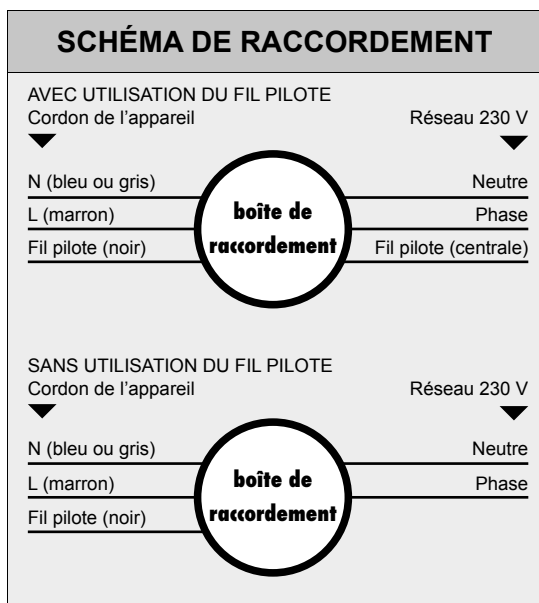 SCHÉMA DE RACCORDEMENT
AVEC UTILISATION DU FIL PILOTE
Cordon de l'appareil
Réseau 230 V
N (bleu ou gris)
Neutre
L (marron)
Phase
Fil pilote (noir)
Fil pilote (centrale)
boîte de
raccordement
SANS UTILISATION DU FIL PILOTE
Cordon de l'appareil
Réseau 230 V
N (bleu ou gris)
Neutre
L (marron)
Phase
Fil pilote (noir)
boîte de
raccordement